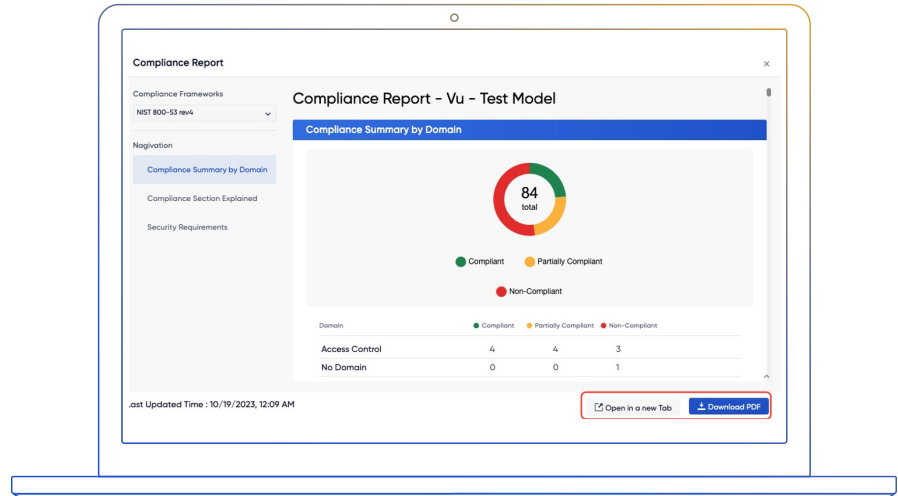 Compliance Report
×
Compliance Frameworks
NIST 800-53 rev4
Nagivation
Compliance Summary by Domain
Compliance Section Explained
Security Requirements
Compliance Report - Vu - Test Model
Compliance Summary by Domain
84
total
Compliant Partially Compliant
Non-Compliant
Domain Compliant Partially Compliant Non-Compliant
Access Control 4 4 3
No Domain 0 0 1
.ast Updated Time : 10/19/2023, 12:09 AM
Open in a new Tab Download PDF